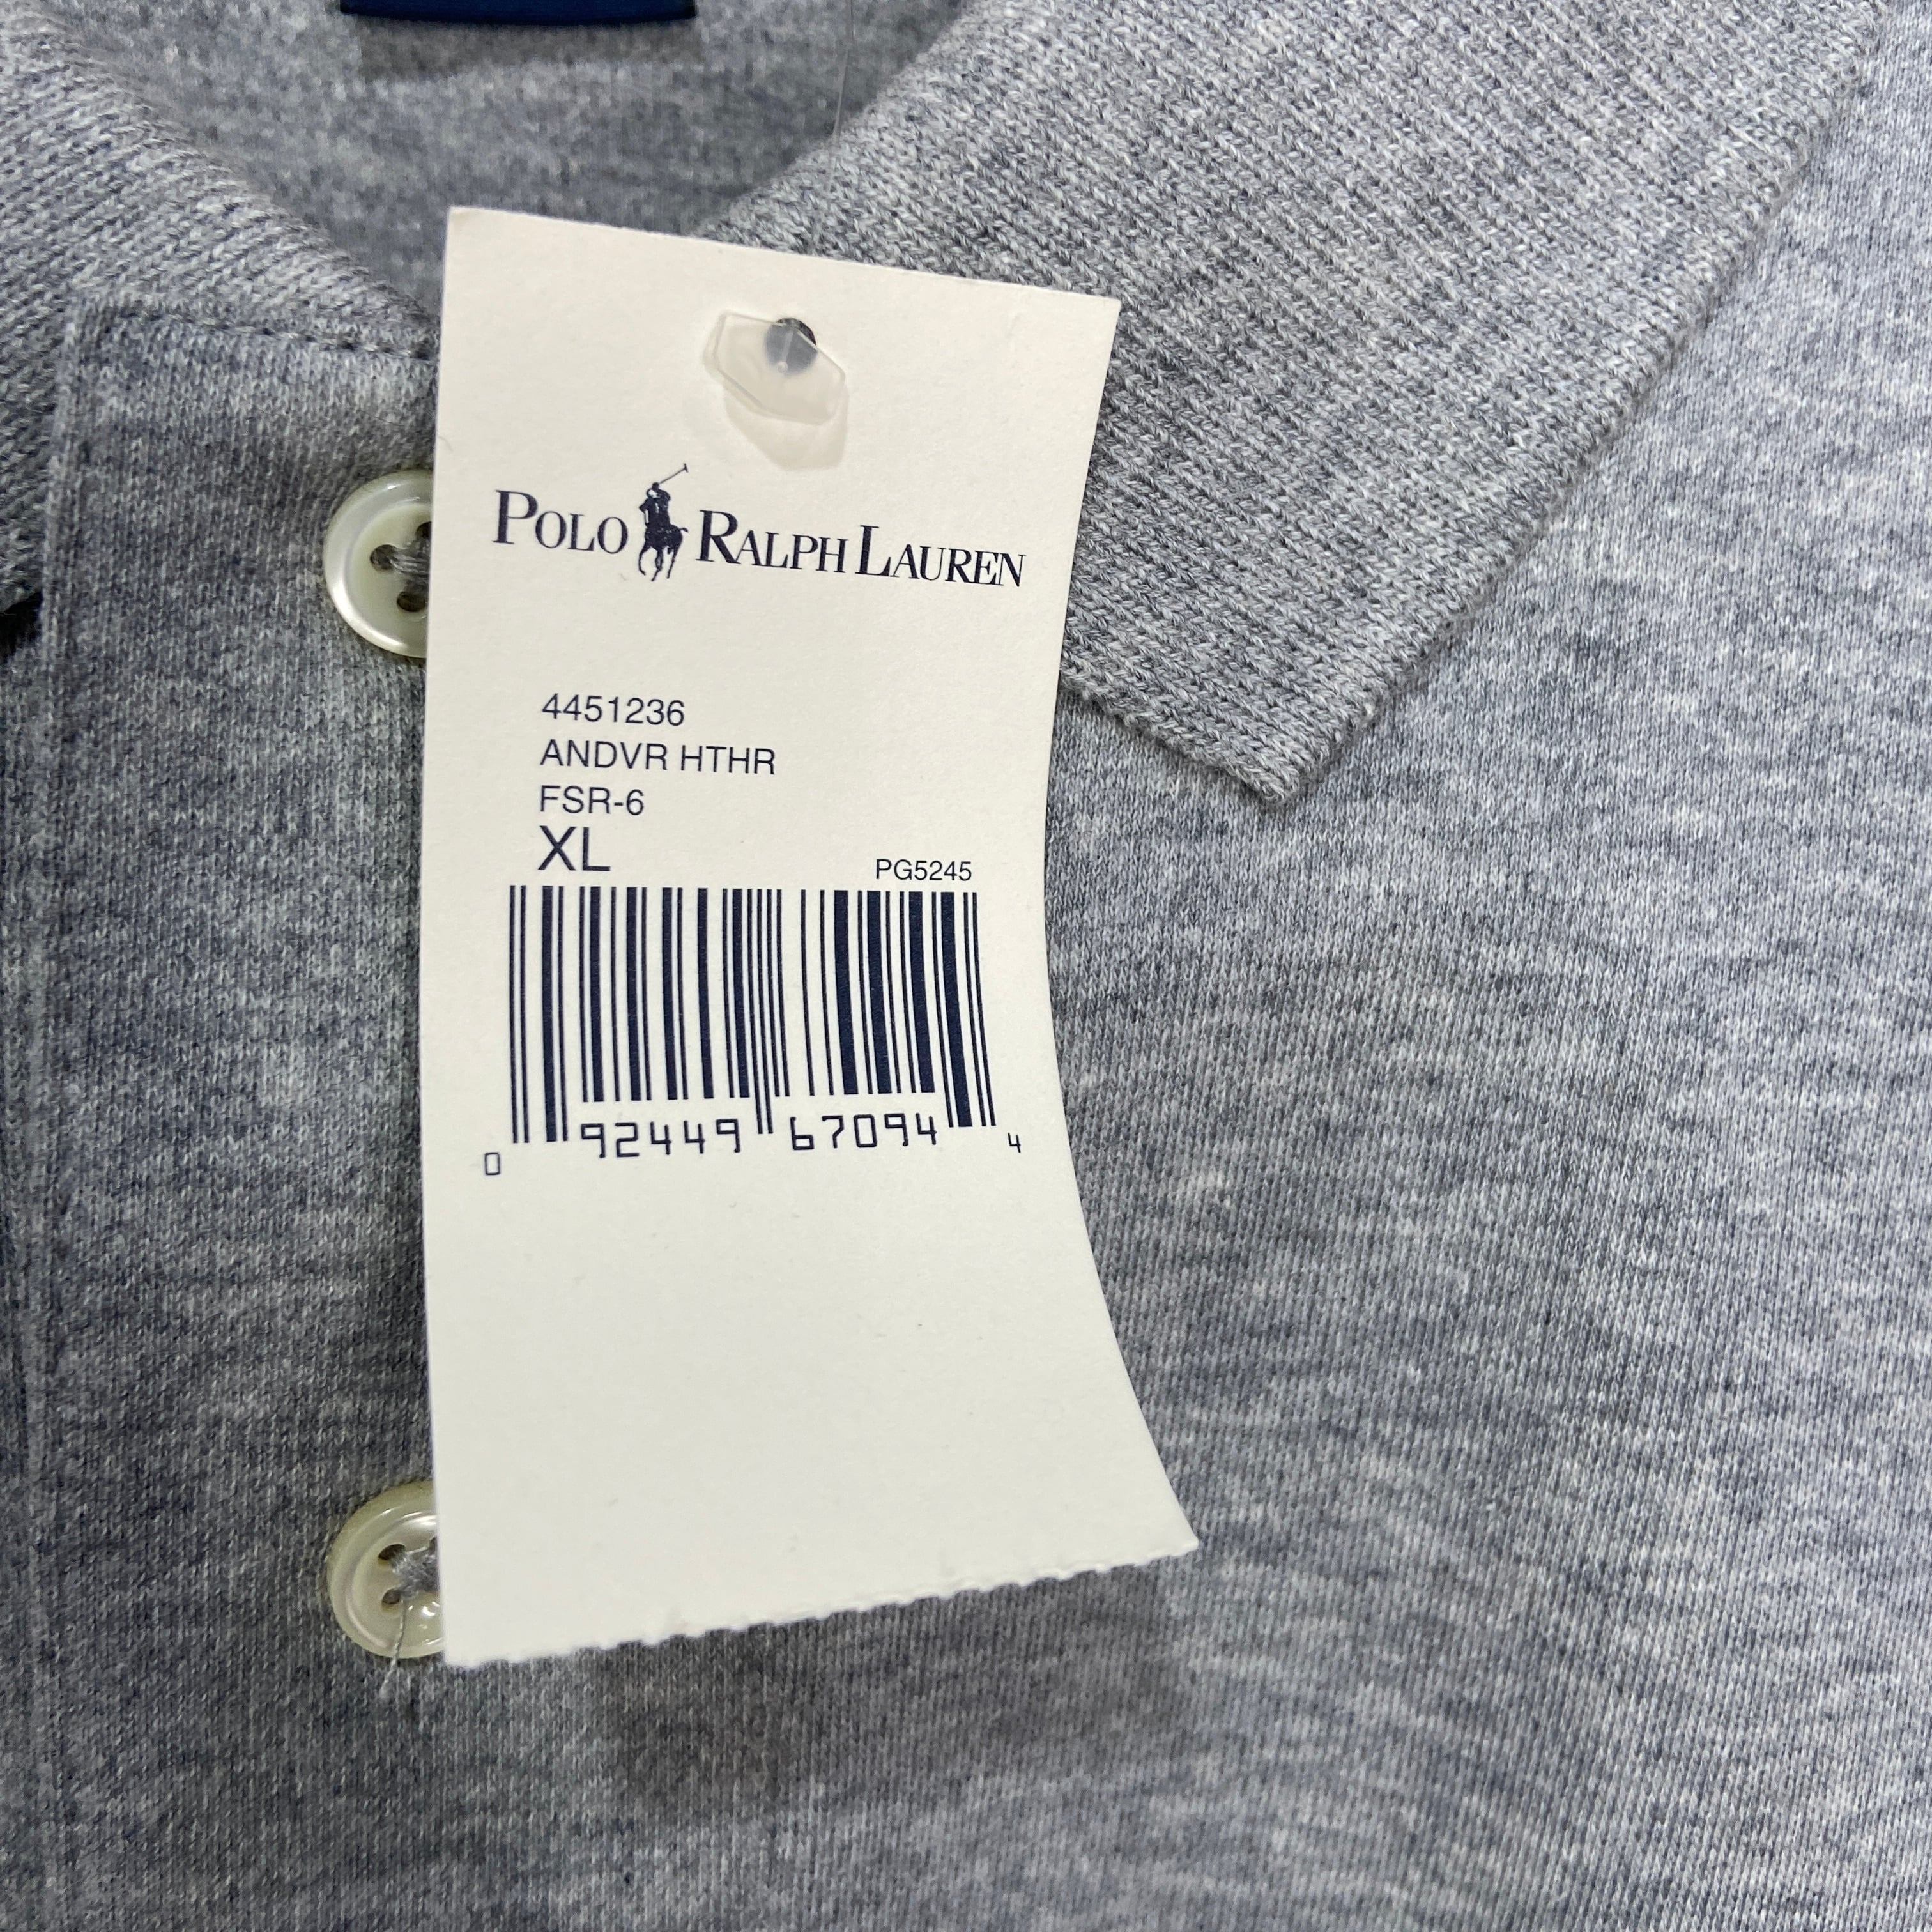 POLO RALPH LAUREN
4451236
ANDVR HTHR
FSR-6
XL
PG5245
0 92449 67094 4